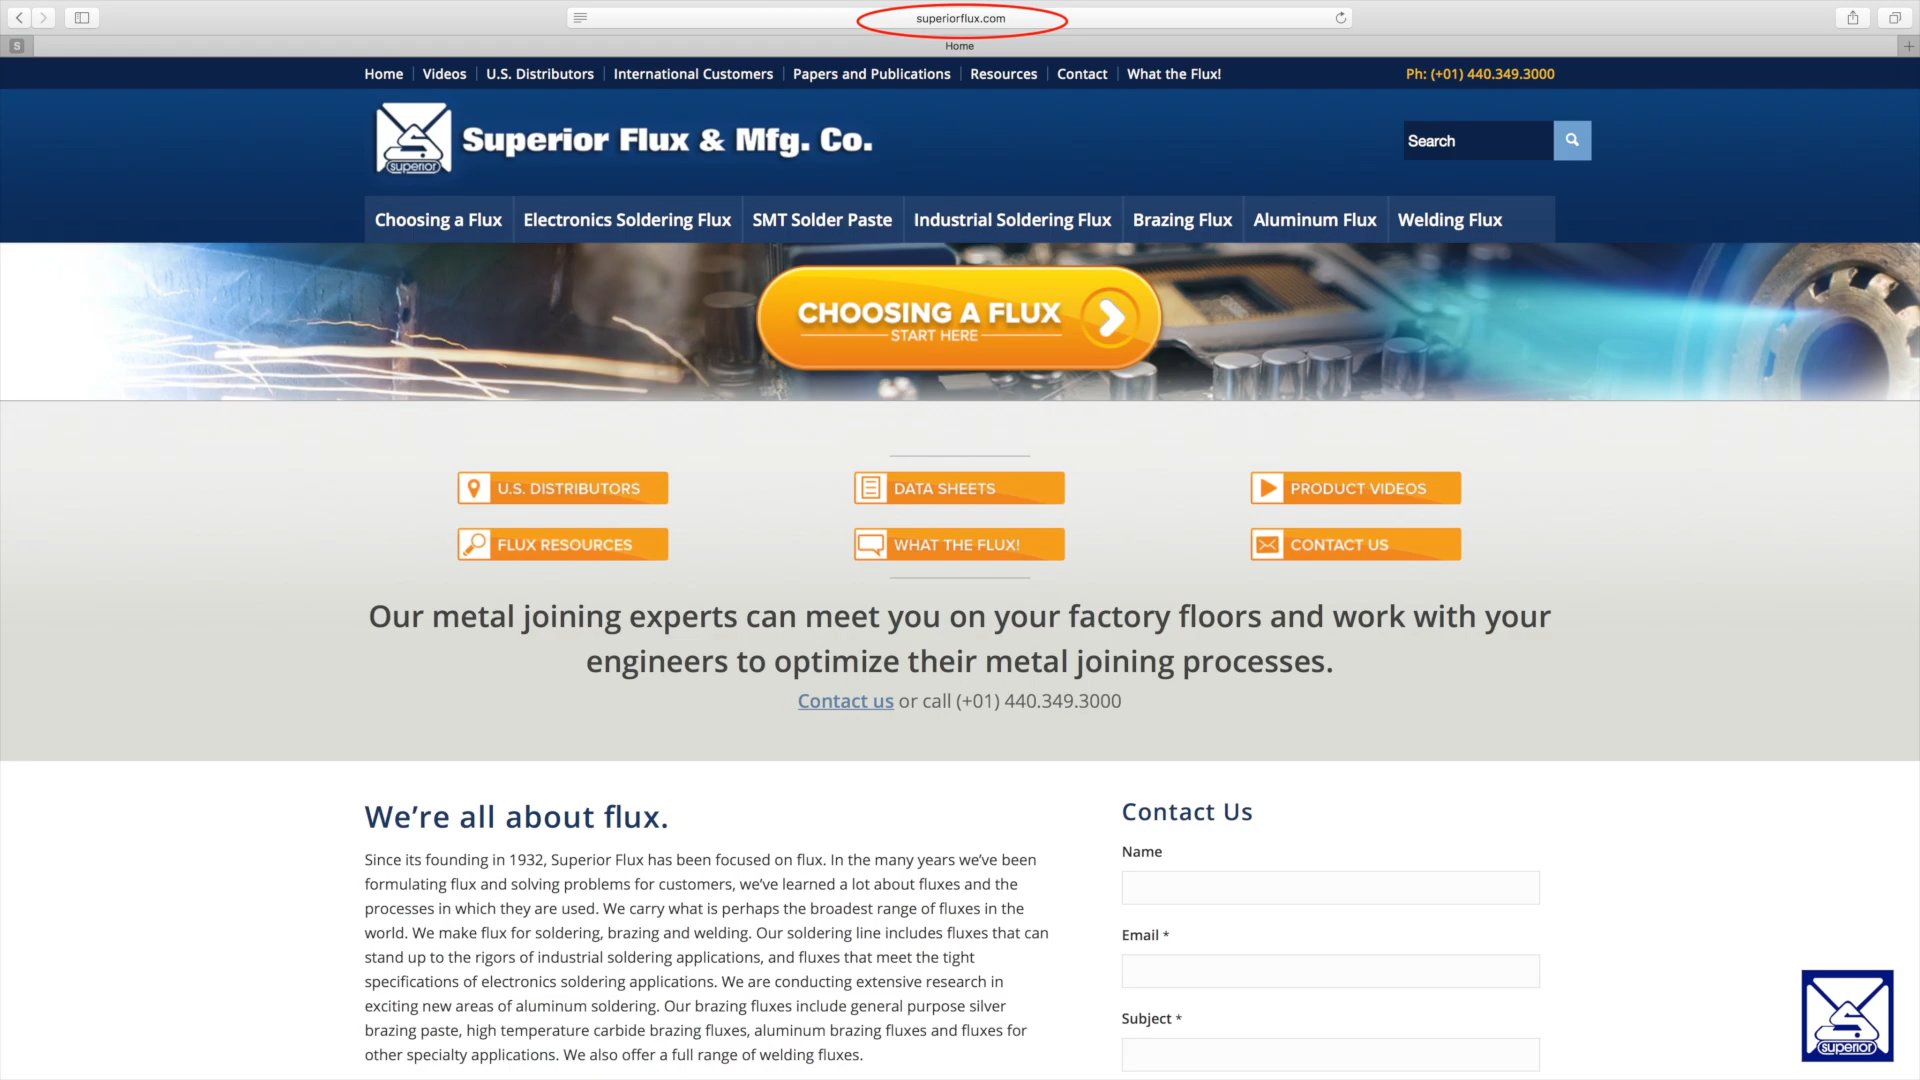 superiorflux.com
S
Home
Home Videos U.S. Distributors International Customers Papers and Publications Resources Contact What the Flux! Ph: (+01) 440.349.3000
superior
Superior Flux & Mfg. Co.
Search
Choosing a Flux Electronics Soldering Flux SMT Solder Paste Industrial Soldering Flux Brazing Flux Aluminum Flux Welding Flux
CHOOSING A FLUX
START HERE
U.S. DISTRIBUTORS DATA SHEETS PRODUCT VIDEOS
FLUX RESOURCES WHAT THE FLUX! CONTACT US
Our metal joining experts can meet you on your factory floors and work with your
engineers to optimize their metal joining processes.
Contact us or call (+01) 440.349.3000
We're all about flux.
Since its founding in 1932, Superior Flux has been focused on flux. In the many years we've been
formulating flux and solving problems for customers, we've learned a lot about fluxes and the
processes in which they are used. We carry what is perhaps the broadest range of fluxes in the
world. We make flux for soldering, brazing and welding. Our soldering line includes fluxes that can
stand up to the rigors of industrial soldering applications, and fluxes that meet the tight
specifications of electronics soldering applications. We are conducting extensive research in
exciting new areas of aluminum soldering. Our brazing fluxes include general purpose silver
brazing paste, high temperature carbide brazing fluxes, aluminum brazing fluxes and fluxes for
other specialty applications. We also offer a full range of welding fluxes.
Contact Us
Name
Email *
Subject *
superior